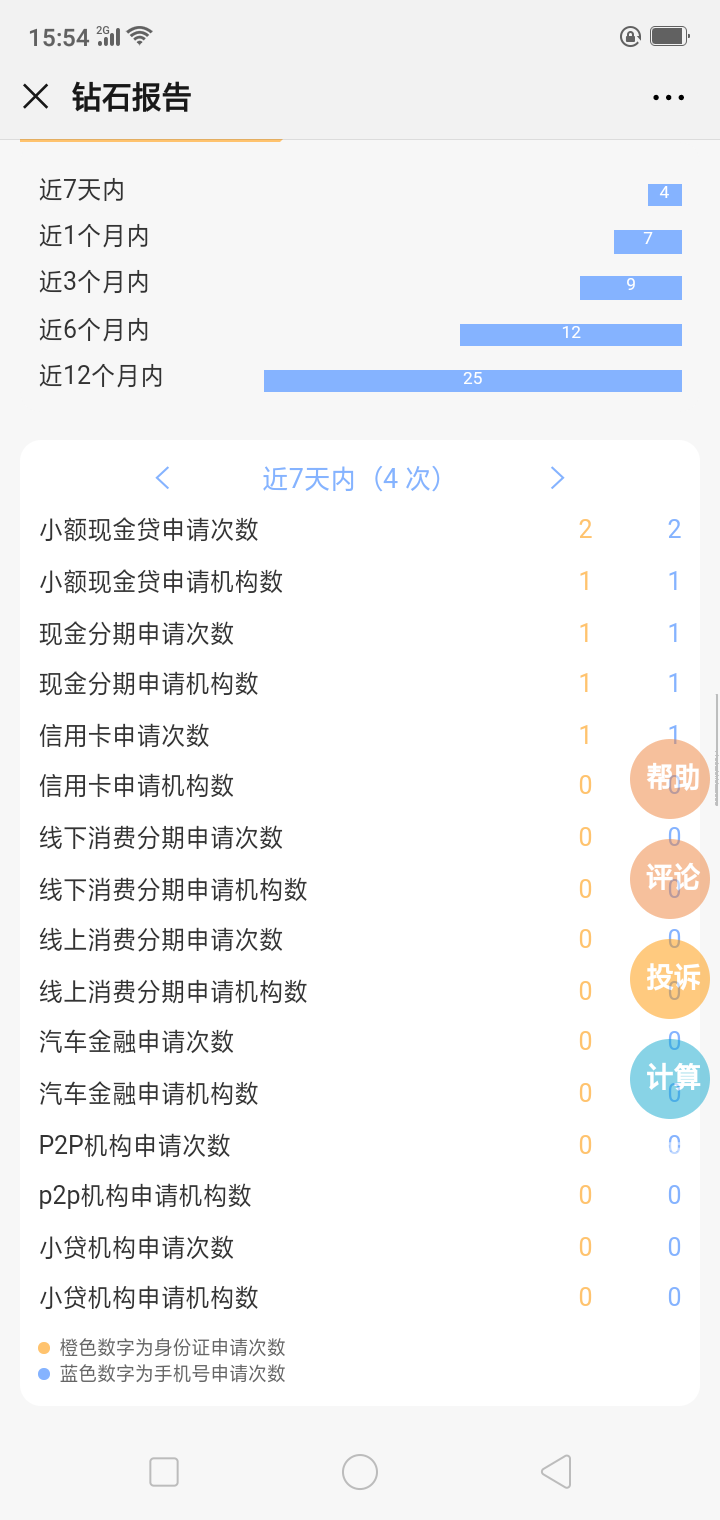 15:54 2G
钻石报告
近7天内 4
近1个月内 7
近3个月内 9
近6个月内 12
近12个月内 25
近7天内（4 次）
小额现金贷申请次数 2 2
小额现金贷申请机构数 1 1
现金分期申请次数 1 1
现金分期申请机构数 1 1
信用卡申请次数 1 1
信用卡申请机构数 0 0
帮助
线下消费分期申请次数 0 0
线下消费分期申请机构数 0 0
评论
线上消费分期申请次数 0 0
线上消费分期申请机构数 0 0
投诉
汽车金融申请次数 0 0
汽车金融申请机构数 0 0
计算
P2P机构申请次数 0 0
p2p机构申请机构数 0 0
小贷机构申请次数 0 0
小贷机构申请机构数 0 0
橙色数字为身份证申请次数
蓝色数字为手机号申请次数